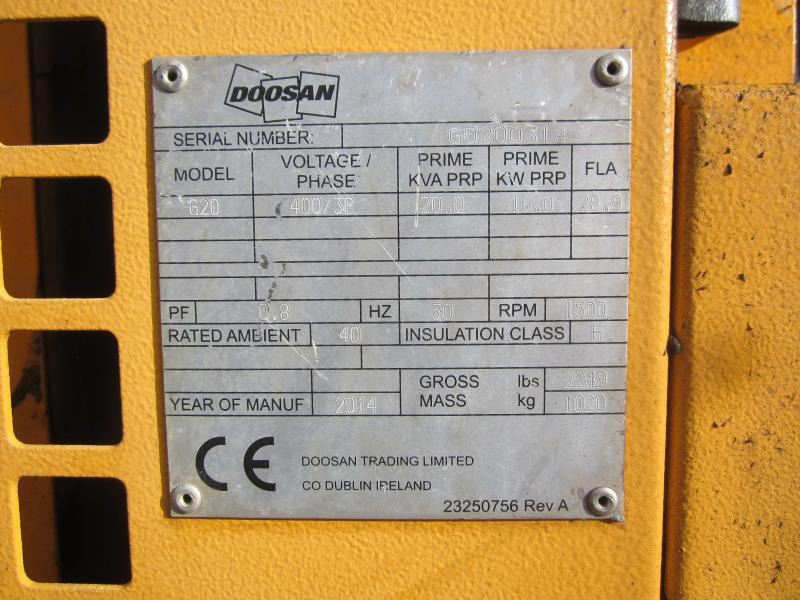 DOOSAN
SERIAL NUMBER: G0200314
MODEL VOLTAGE / PHASE PRIME KVA PRP PRIME KW PRP FLA
G20 400/3P 20.0 16.0 28.9
PF 0.8 HZ 50 RPM 1500
RATED AMBIENT 40 INSULATION CLASS H
GROSS MASS lbs 2249
YEAR OF MANUF 2014 kg 1020
CE DOOSAN TRADING LIMITED
CO DUBLIN IRELAND
23250756 Rev A